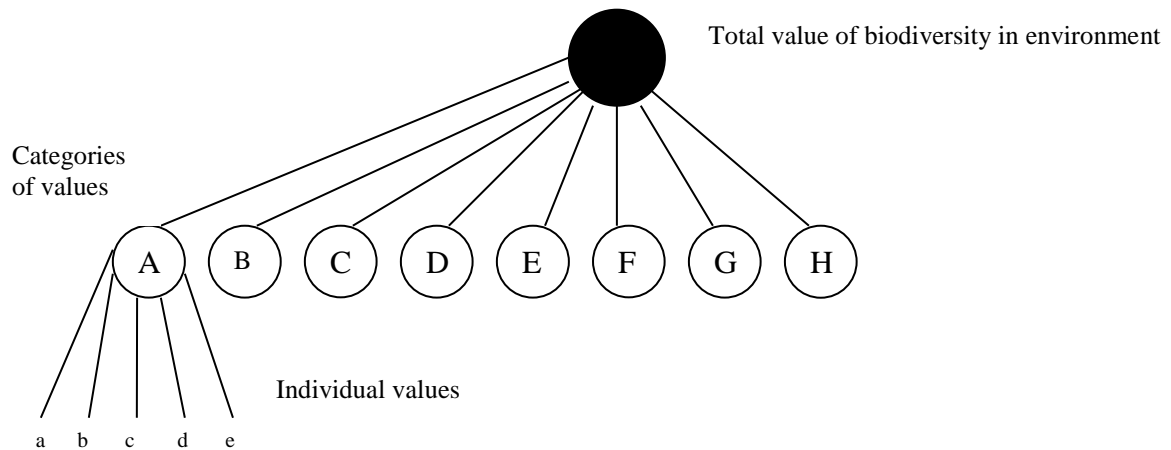 Total value of biodiversity in environment
Categories
of values
A B C D E F G H
Individual values
a b c d e